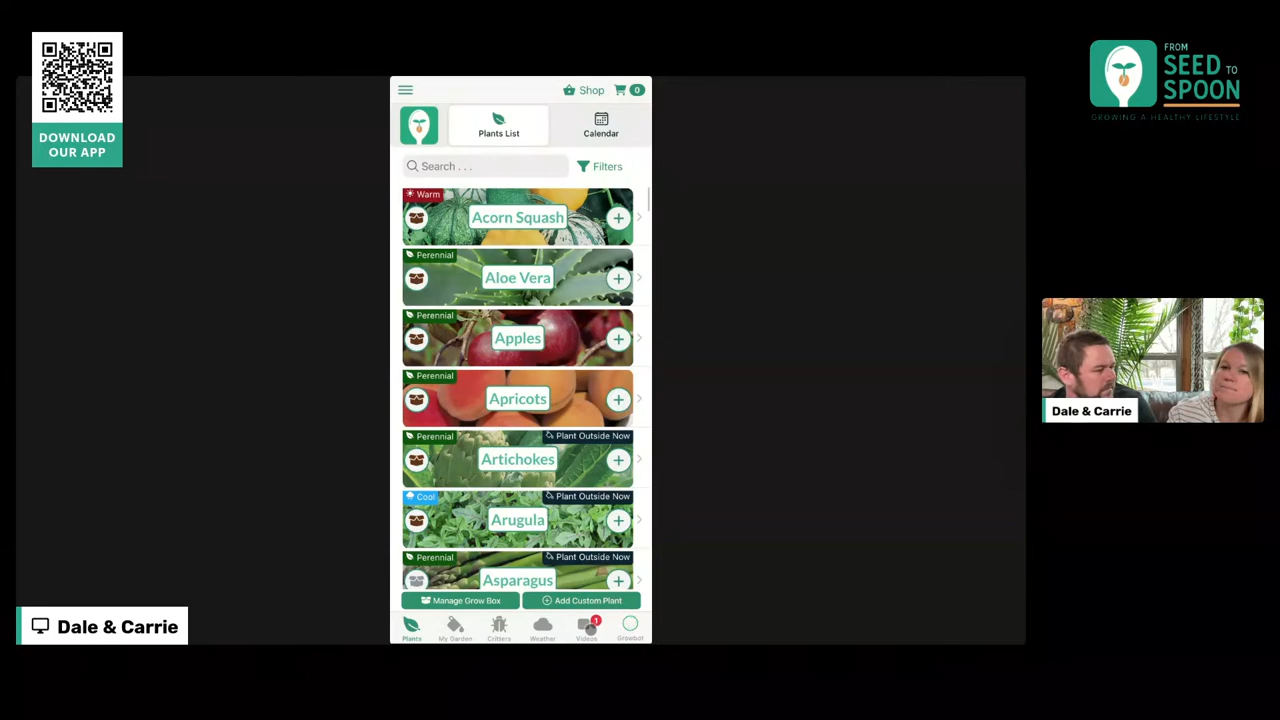 DOWNLOAD
OUR APP
FROM
SEED TO
SPOON
GROWING A HEALTHY LIFESTYLE
Shop
0
Plants List
Calendar
Search . . .
Filters
Warm
Acorn Squash
Perennial
Aloe Vera
Perennial
Apples
Perennial
Apricots
Perennial
Plant Outside Now
Artichokes
Cool
Plant Outside Now
Arugula
Perennial
Plant Outside Now
Asparagus
Manage Grow Box
Add Custom Plant
Plants
My Garden
Critters
Weather
1
Videos
Growbot
Dale & Carrie
Dale & Carrie